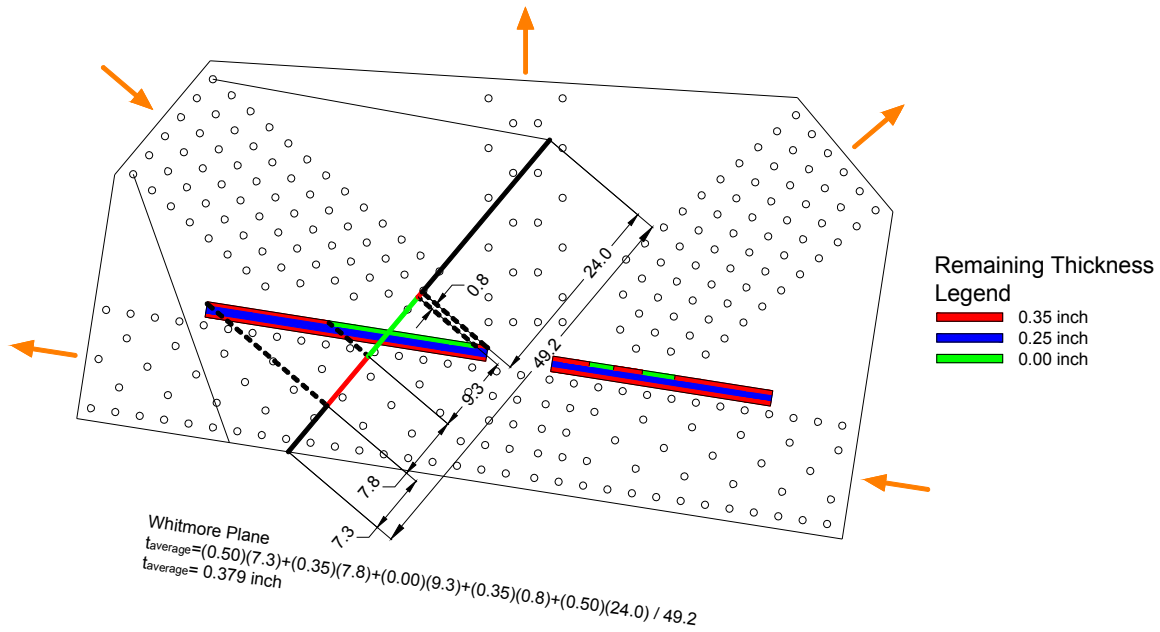 0.8
24.0
49.2
9.3
7.8
7.3
Remaining Thickness
Legend
0.35 inch
0.25 inch
0.00 inch
Whitmore Plane
taverage=(0.50)(7.3)+(0.35)(7.8)+(0.00)(9.3)+(0.35)(0.8)+(0.50)(24.0) / 49.2
taverage= 0.379 inch